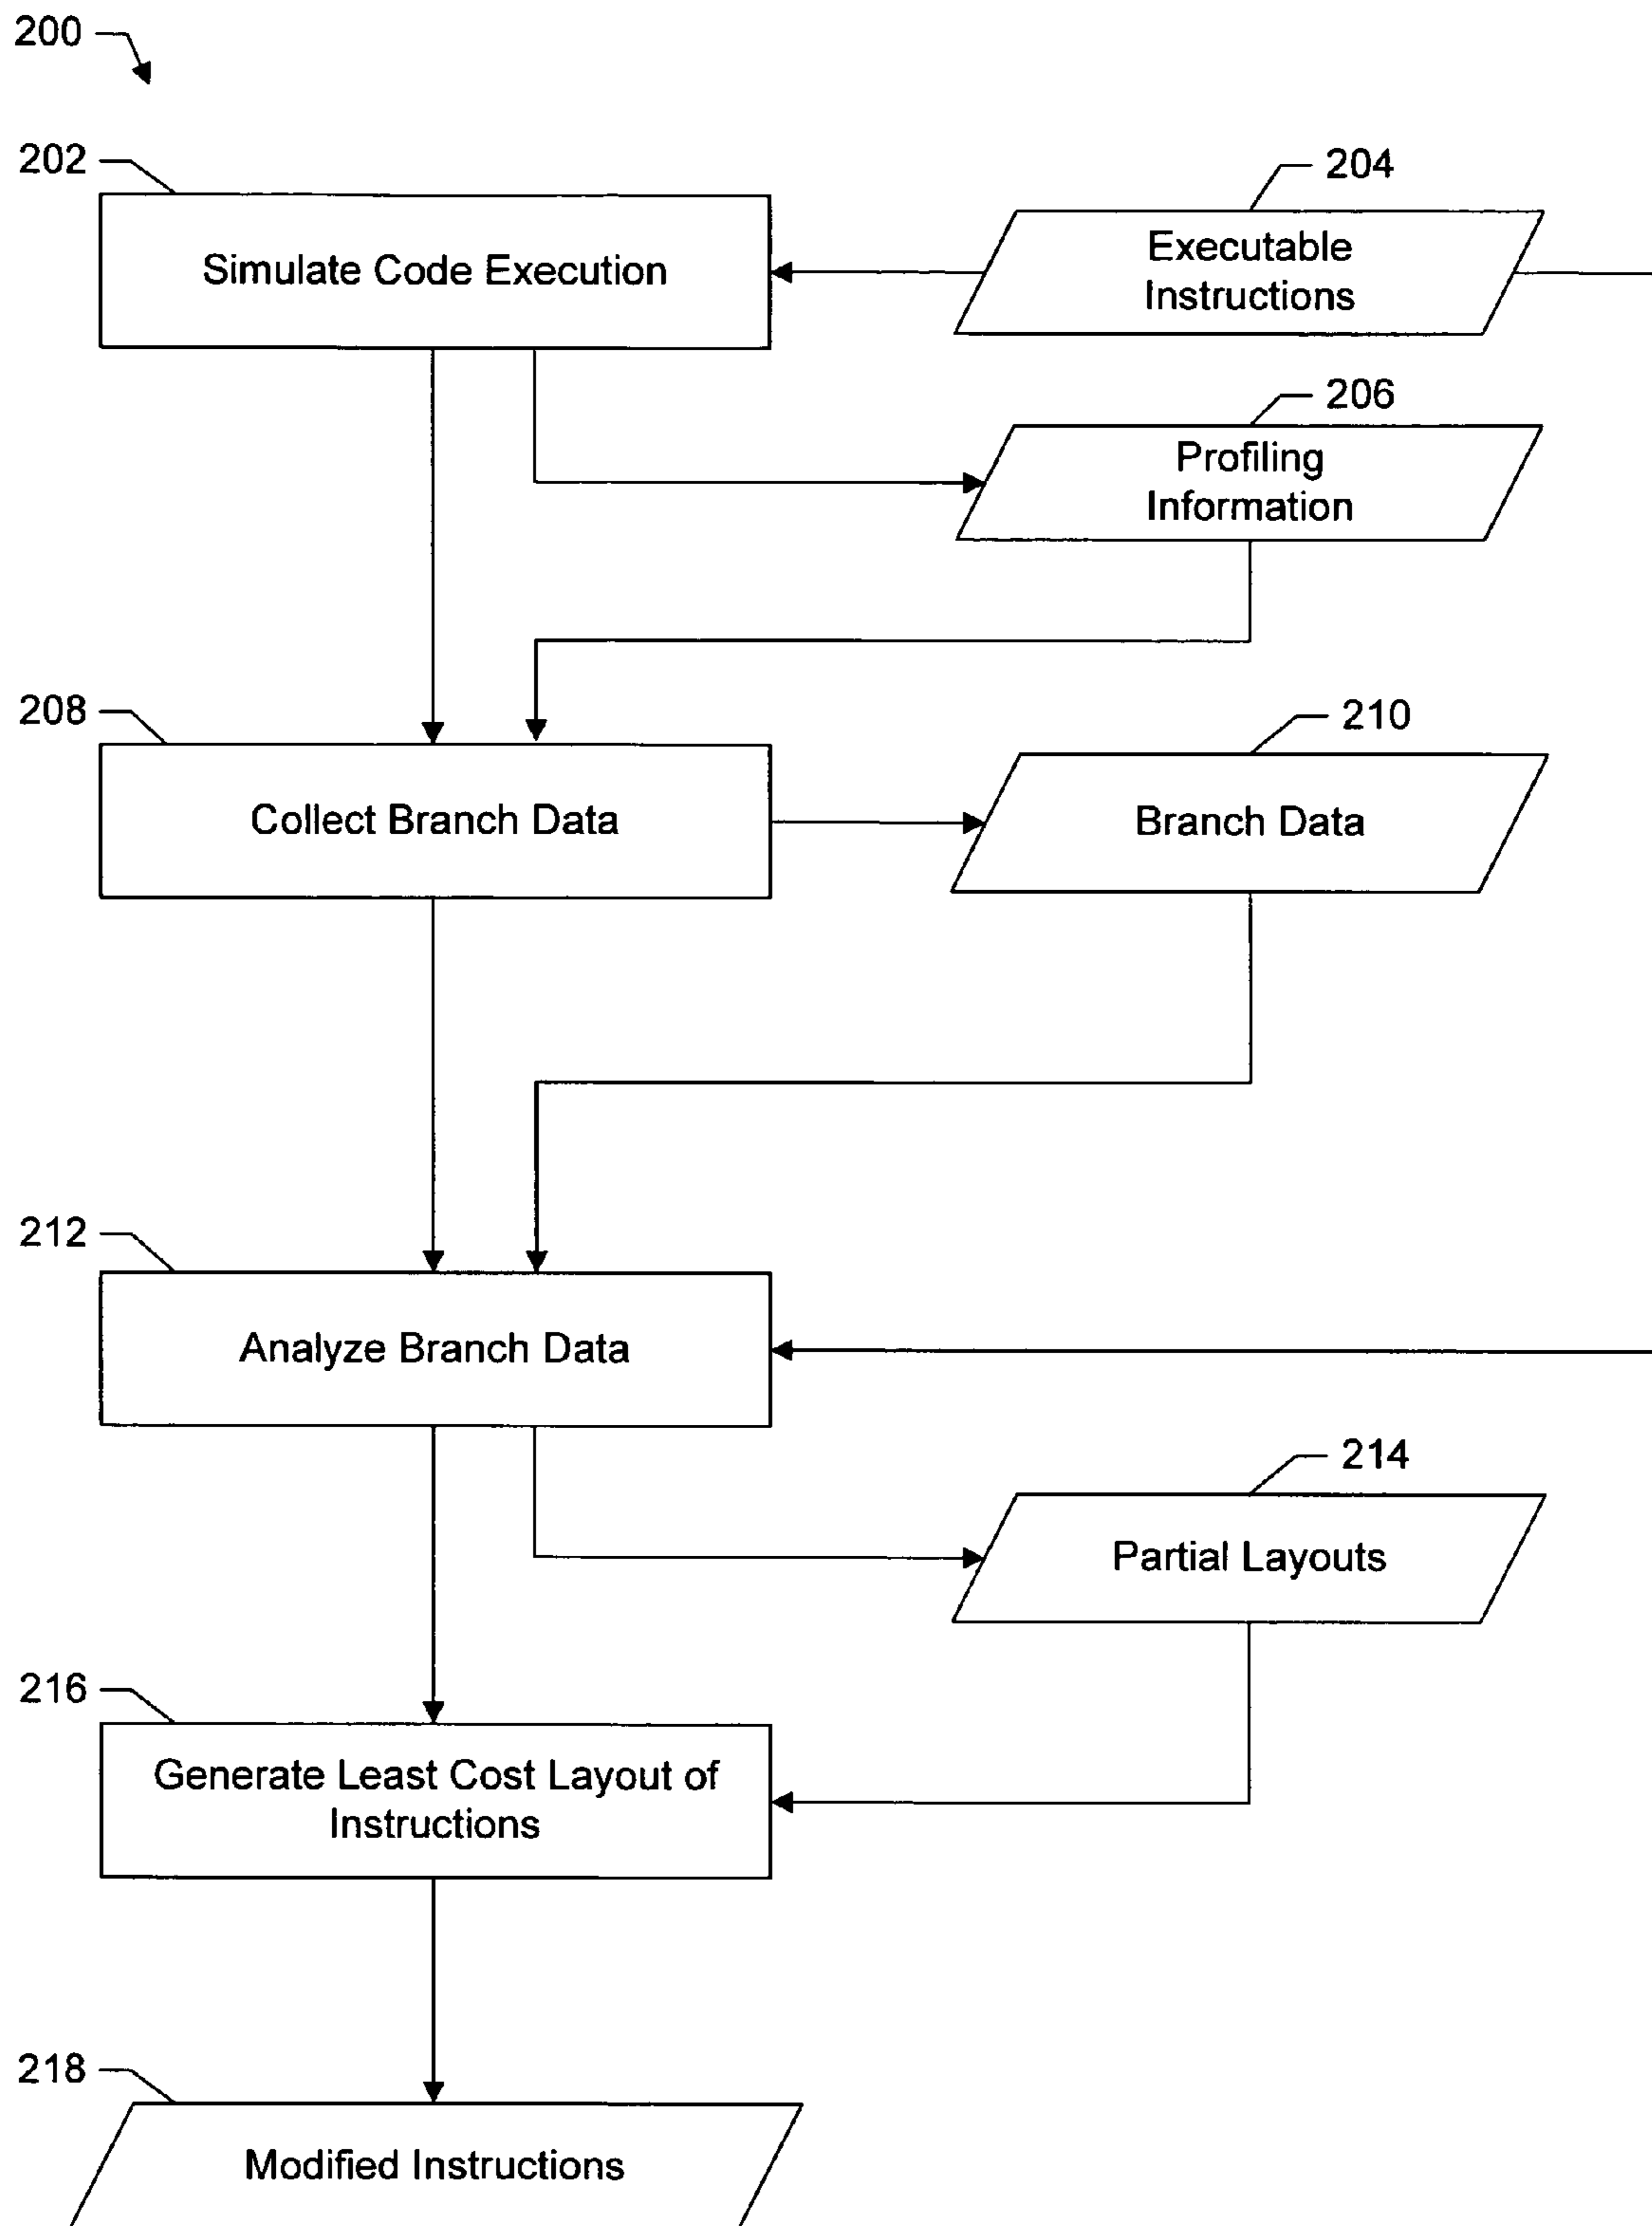 200
202
204
Simulate Code Execution
Executable
Instructions
206
Profiling
Information
208
210
Collect Branch Data
Branch Data
212
Analyze Branch Data
214
Partial Layouts
216
Generate Least Cost Layout of
Instructions
218
Modified Instructions